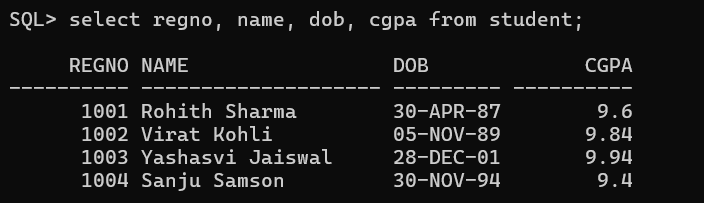 SQL> select regno, name, dob, cgpa from student;
REGNO NAME DOB CGPA
---------- -------------------- --------- ----------
1001 Rohith Sharma 30-APR-87 9.6
1002 Virat Kohli 05-NOV-89 9.84
1003 Yashasvi Jaiswal 28-DEC-01 9.94
1004 Sanju Samson 30-NOV-94 9.4